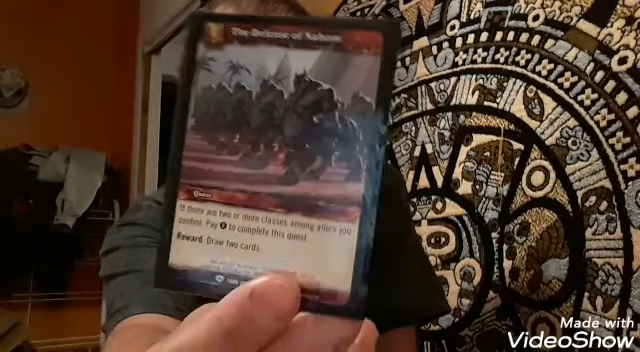 The Defense of Nahom
Quest
If there are two or more classes among allies you
control: Pay to complete this quest.
Reward: Draw two cards.
Made with
VideoShow